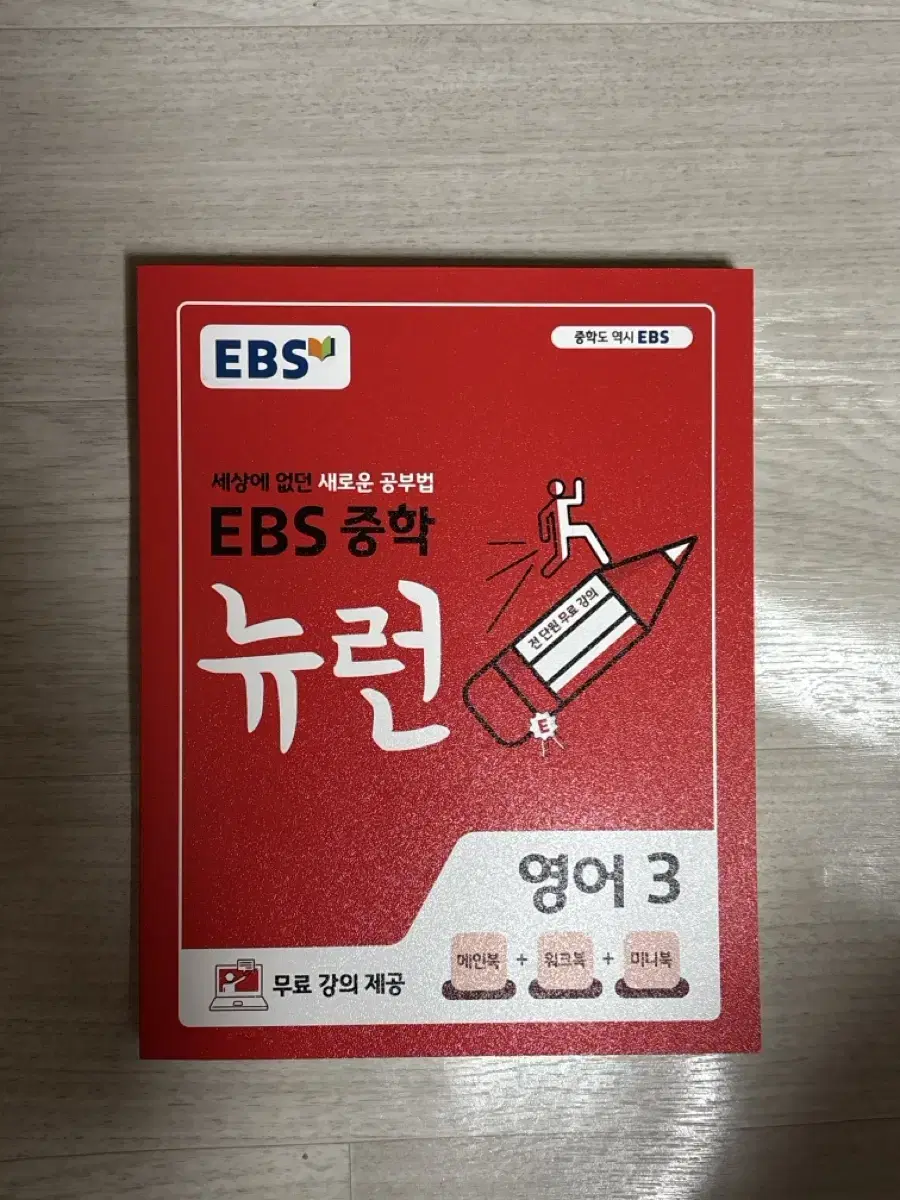 EBS
중학도 역시 EBS
세상에 없던 새로운 공부법
EBS 중학
뉴런
전 단원 무료 강의
E
영어 3
메인북 + 워크북 + 미니북
무료 강의 제공